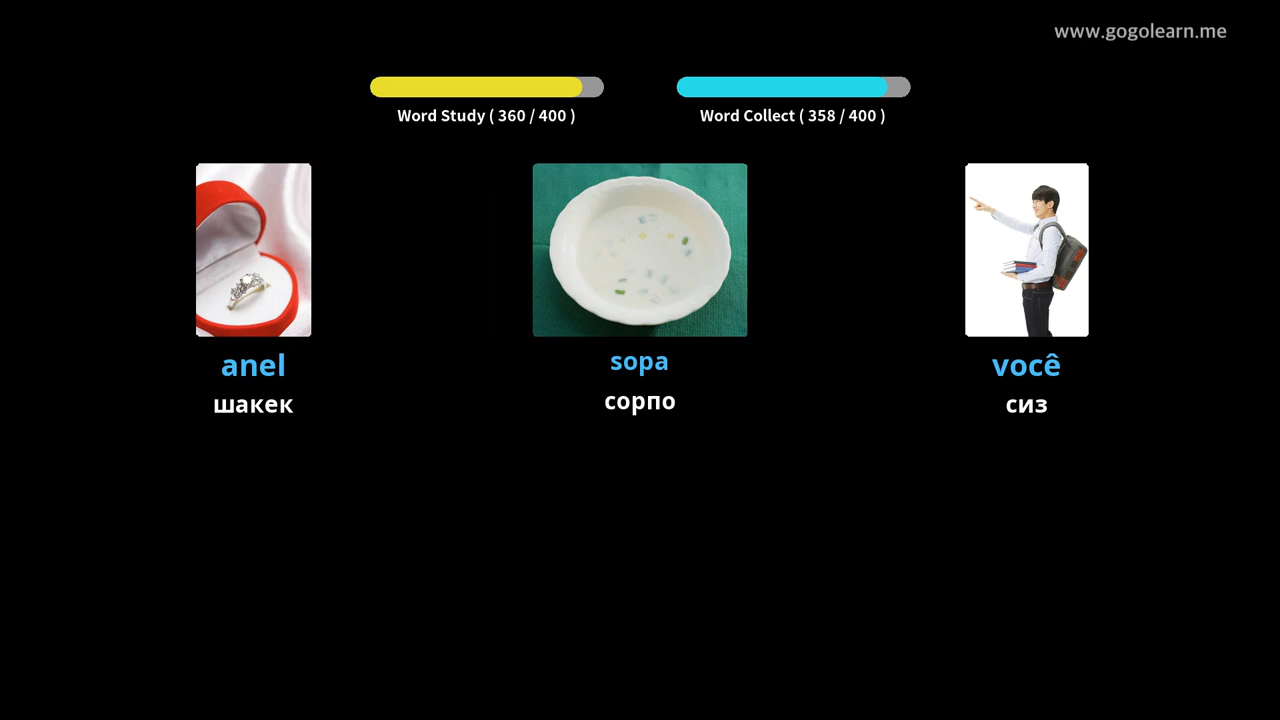 www.gogolearn.me
Word Study ( 360 / 400 )
Word Collect ( 358 / 400 )
anel
sopa
você
шакек
сорпо
сиз